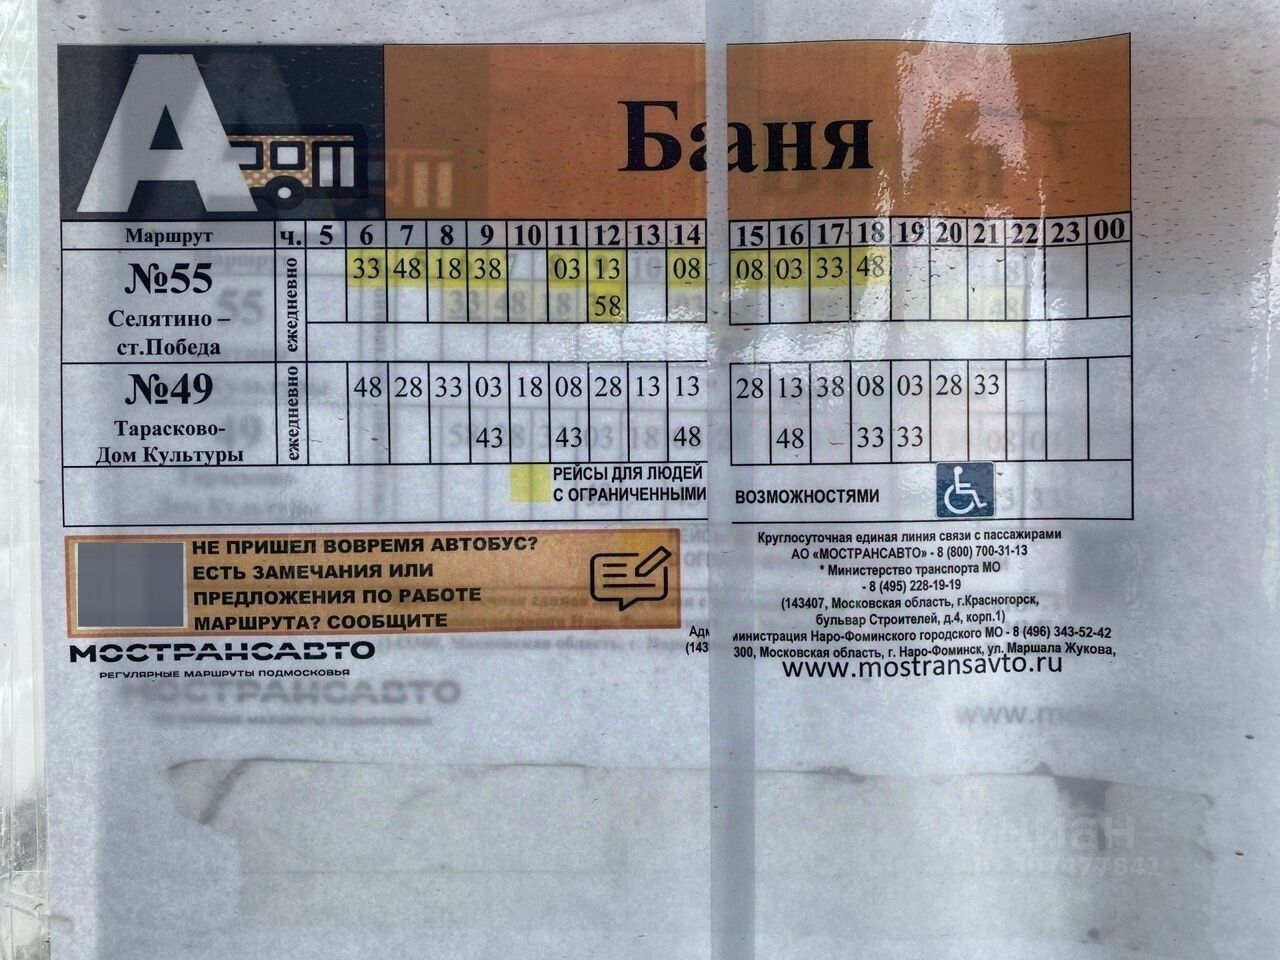 А Баня
Маршрут ч. 5 6 7 8 9 10 11 12 13 14 15 16 17 18 19 20 21 22 23 00
№55 Селятино – ст.Победа ежедневно 33 48 18 38 03 13 - 08 08 03 33 48
58
№49 Тарасково- Дом Культуры ежедневно 48 28 33 03 18 08 28 13 13 28 13 38 08 03 28 33
43 43 48 48 - 33 33
РЕЙСЫ ДЛЯ ЛЮДЕЙ
С ОГРАНИЧЕННЫМИ ВОЗМОЖНОСТЯМИ
НЕ ПРИШЕЛ ВОВРЕМЯ АВТОБУС?
ЕСТЬ ЗАМЕЧАНИЯ ИЛИ
ПРЕДЛОЖЕНИЯ ПО РАБОТЕ
МАРШРУТА? СООБЩИТЕ
МОСТРАНСАВТО
РЕГУЛЯРНЫЕ МАРШРУТЫ ПОДМОСКОВЬЯ
Круглосуточная единая линия связи с пассажирами
АО «МОСТРАНСАВТО» - 8 (800) 700-31-13
* Министерство транспорта МО
- 8 (495) 228-19-19
(143407, Московская область, г.Красногорск,
бульвар Строителей, д.4, корп.1)
Администрация Наро-Фоминского городского МО - 8 (496) 343-52-42
(143300, Московская область, г. Наро-Фоминск, ул. Маршала Жукова,
www.mostransavto.ru